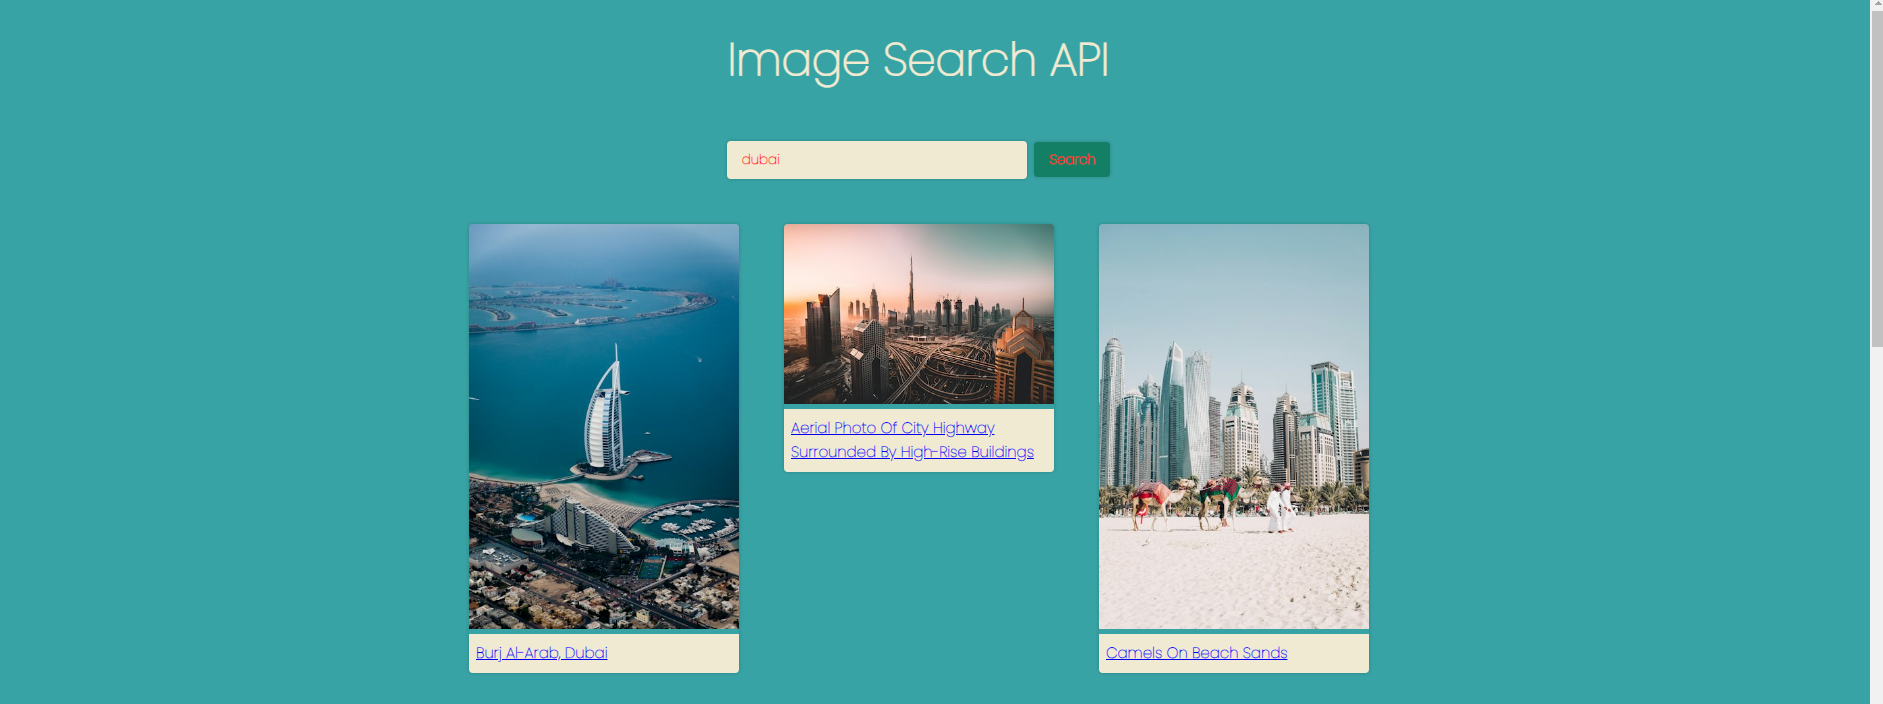 Image Search API
dubai
Search
Aerial Photo Of City Highway
Surrounded By High-Rise Buildings
Burj Al-Arab, Dubai
Camels On Beach Sands